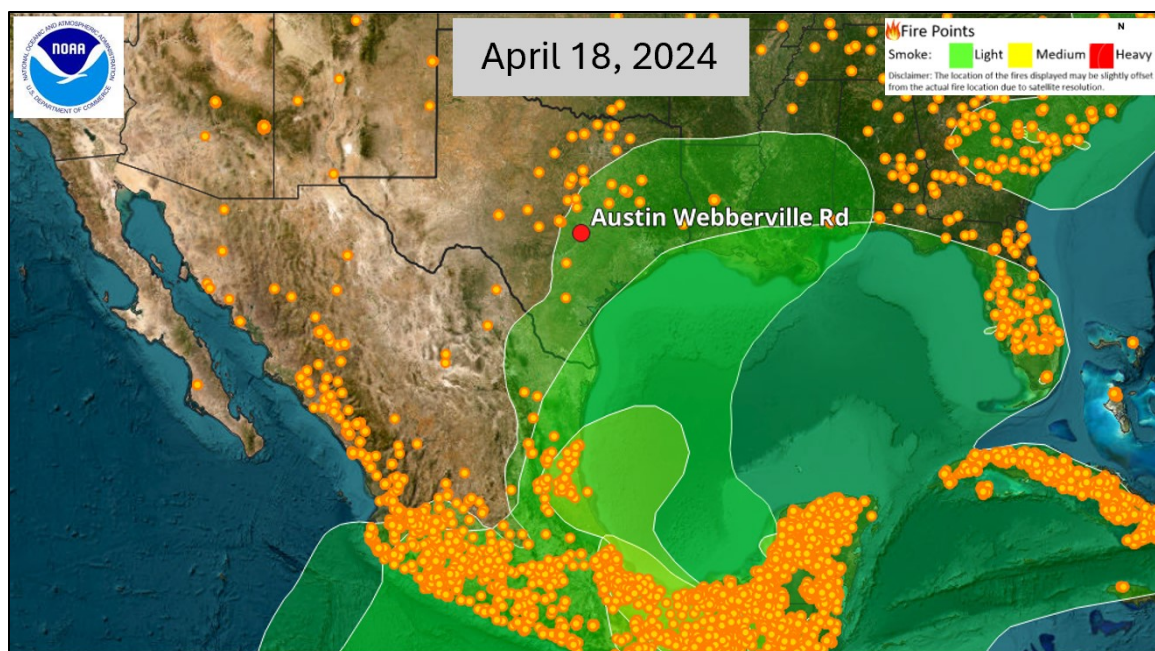 NATIONAL OCEANIC AND ATMOSPHERIC ADMINISTRATION
NOAA
U.S. DEPARTMENT OF COMMERCE
April 18, 2024
Fire Points
N
Smoke: Light Medium Heavy
Disclaimer: The location of the fires displayed may be slightly offset
from the actual fire location due to satellite resolution.
Austin Webberville Rd